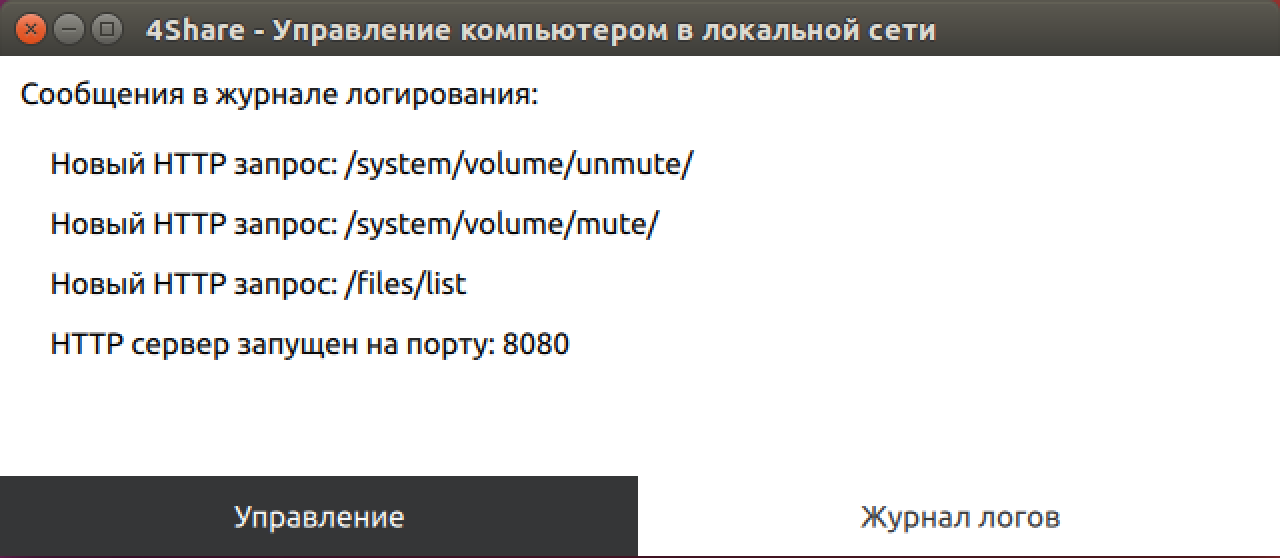 4Share - Управление компьютером в локальной сети
Сообщения в журнале логирования:
Новый HTTP запрос: /system/volume/unmute/
Новый HTTP запрос: /system/volume/mute/
Новый HTTP запрос: /files/list
HTTP сервер запущен на порту: 8080
Управление
Журнал логов